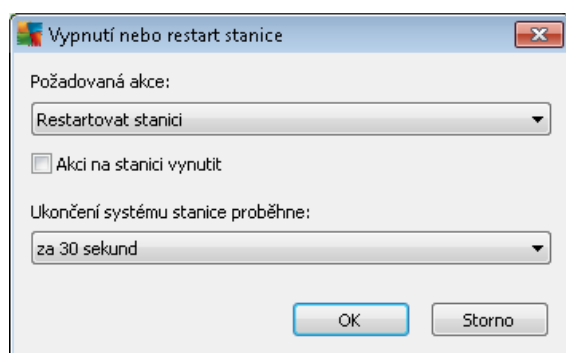 Vypnutí nebo restart stanice
Požadovaná akce:
Restartovat stanici
Akci na stanici vynutit
Ukončení systému stanice proběhne:
za 30 sekund
OK
Storno